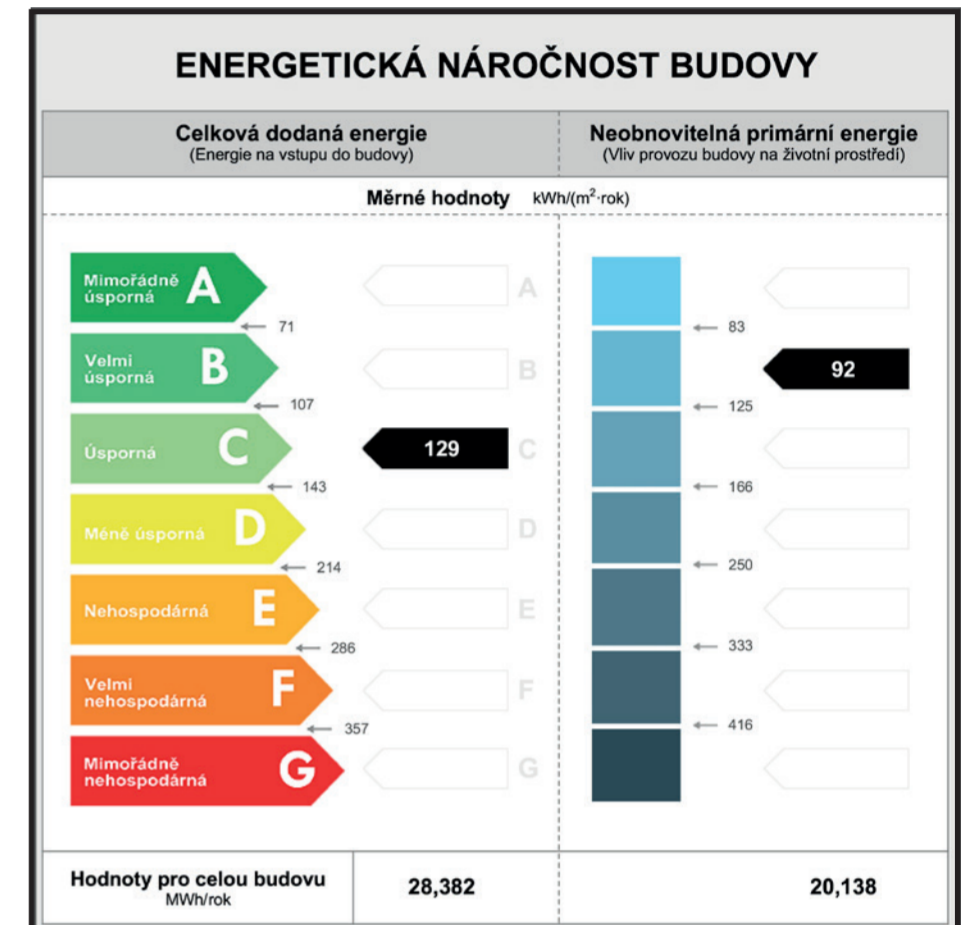 ENERGETICKÁ NÁROČNOST BUDOVY
Celková dodaná energie
(Energie na vstupu do budovy)
Neobnovitelná primární energie
(Vliv provozu budovy na životní prostředí)
Měrné hodnoty kWh/(m²·rok)
Mimořádně
úsporná
A
A
71
83
Velmi
úsporná
B
B
92
107
125
Úsporná
C
129
C
143
166
Méně úsporná
D
D
214
250
Nehospodárná
E
E
286
333
Velmi
nehospodárná
F
F
357
416
Mimořádně
nehospodárná
G
G
Hodnoty pro celou budovu
MWh/rok
28,382
20,138